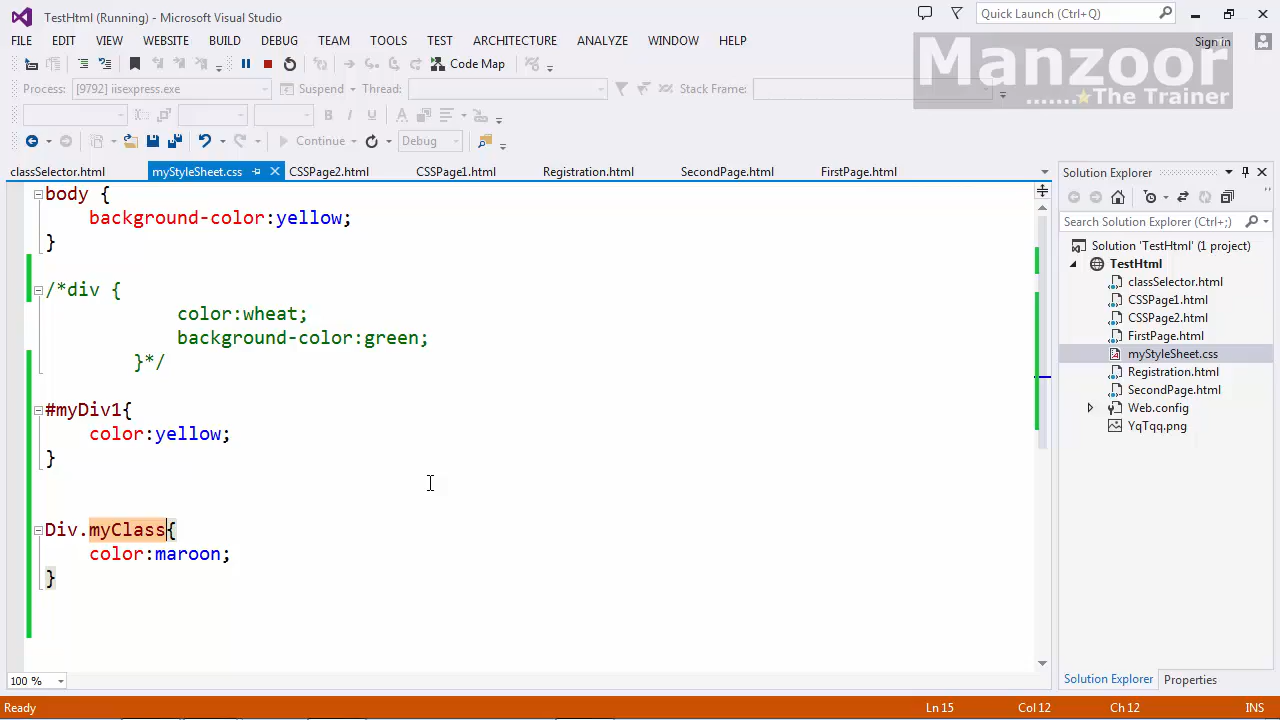 TestHtml (Running) - Microsoft Visual Studio
Quick Launch (Ctrl+Q)
FILE EDIT VIEW WEBSITE BUILD DEBUG TEAM TOOLS TEST ARCHITECTURE ANALYZE WINDOW HELP
Sign in
Manzoor
.......The Trainer
Code Map
Process: [9792] iisexpress.exe Suspend Thread: Stack Frame:
B I U A
Continue Debug
classSelector.html myStyleSheet.css CSSPage2.html CSSPage1.html Registration.html SecondPage.html FirstPage.html
body {
background-color:yellow;
}
/*div {
color:wheat;
background-color:green;
}*/
#myDiv1{
color:yellow;
}
Div.myClass{
color:maroon;
}
100 %
Solution Explorer
Search Solution Explorer (Ctrl+;)
Solution 'TestHtml' (1 project)
TestHtml
classSelector.html
CSSPage1.html
CSSPage2.html
FirstPage.html
myStyleSheet.css
Registration.html
SecondPage.html
Web.config
YqTqq.png
Solution Explorer Properties
Ready Ln 15 Col 12 Ch 12 INS